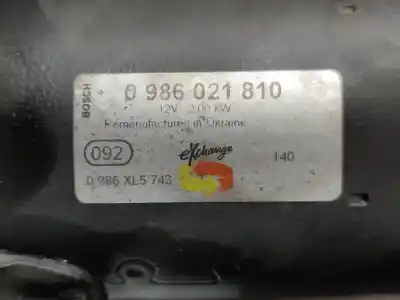 BOSCH
0 986 021 810
12V 2.00 KW
Remanufactured in Ukraine
092
eXchange
140
0 986 XL5 743